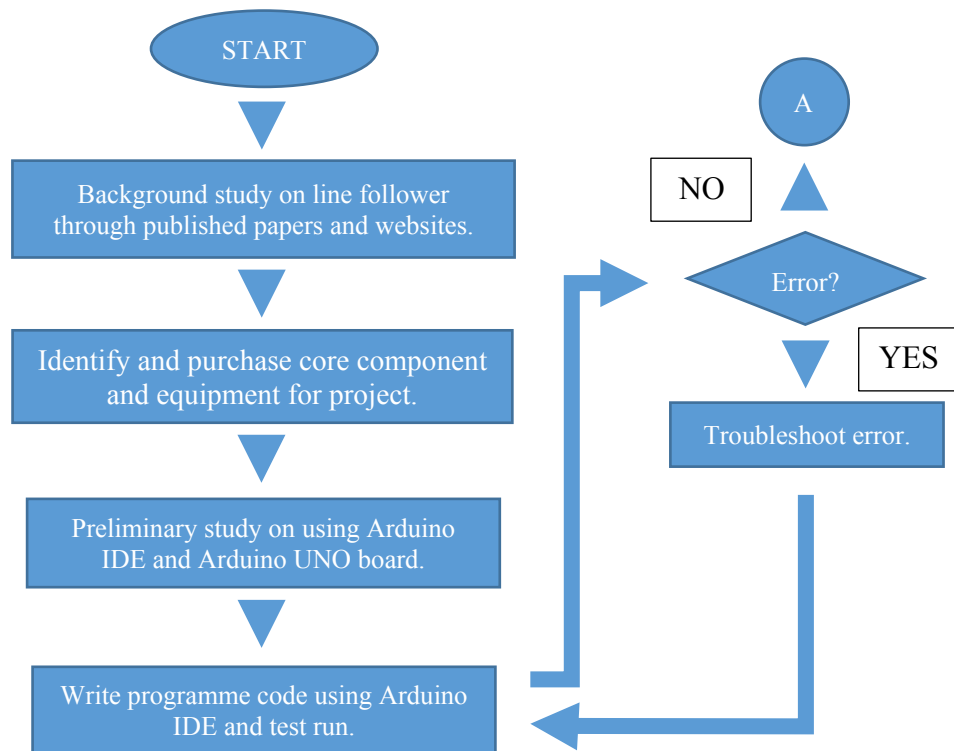 START
Background study on line follower
through published papers and websites.
Identify and purchase core component
and equipment for project.
Preliminary study on using Arduino
IDE and Arduino UNO board.
Write programme code using Arduino
IDE and test run.
A
NO
Error?
YES
Troubleshoot error.